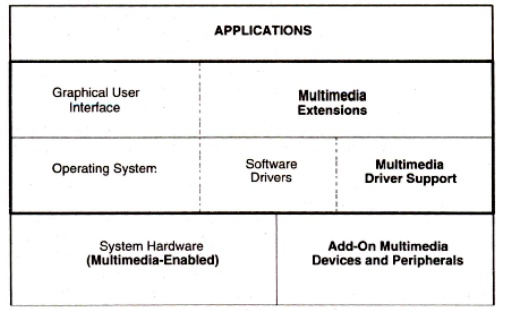 APPLICATIONS
Graphical User
Interface
Multimedia
Extensions
Operating System
Software
Drivers
Multimedia
Driver Support
System Hardware
(Multimedia-Enabled)
Add-On Multimedia
Devices and Peripherals